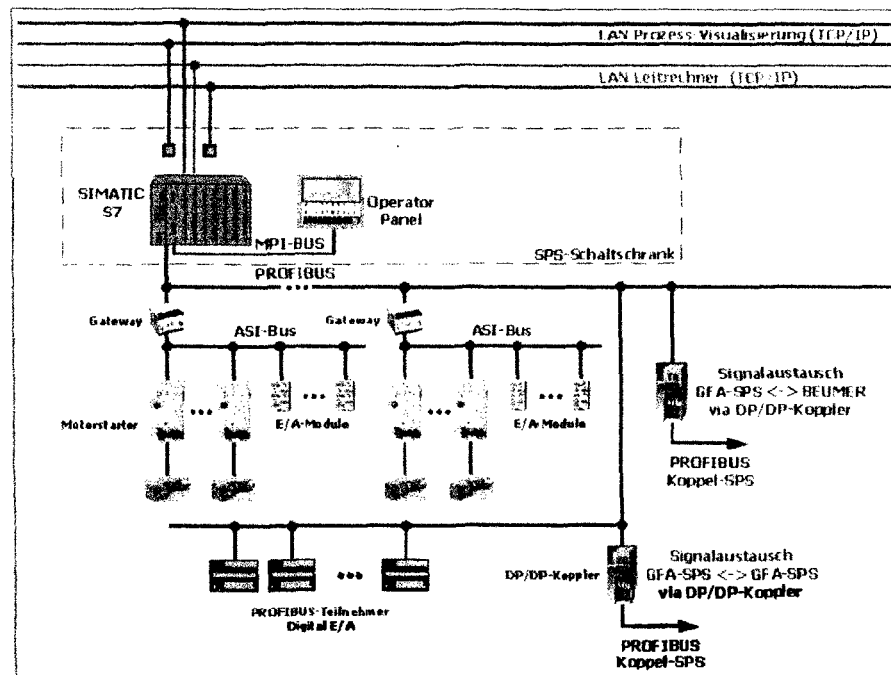 LAN Prozess-Visualisierung (TCP/IP)
LAN Leitrechner (TCP/IP)
SIMATIC
S7
Operator
Panel
MPI-BUS
SPS-Schaltschrank
PROFIBUS
Gateway
ASI-Bus
Gateway
ASI-Bus
Motorstarter
E/A-Module
E/A-Module
Signalaustausch
GFA-SPS <-> BEUMER
via DP/DP-Koppler
PROFIBUS
Koppel-SPS
DP/DP-Koppler
Signalaustausch
GFA-SPS <-> GFA-SPS
via DP/DP-Koppler
PROFIBUS-Teilnehmer
Digital E/A
PROFIBUS
Koppel-SPS